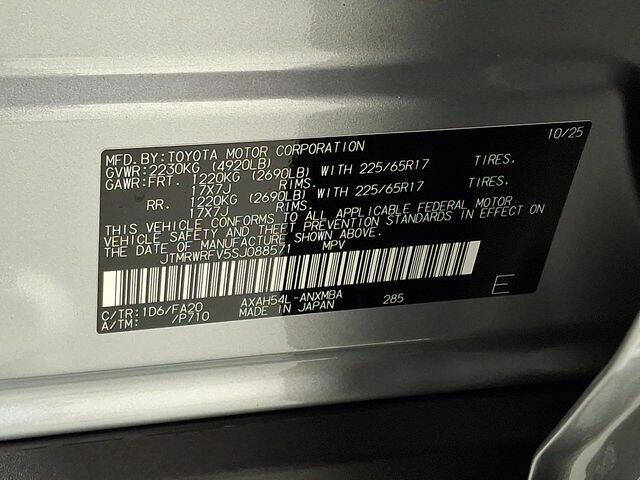 MFD. BY: TOYOTA MOTOR CORPORATION 10/25
GVWR: 2230KG (4920LB)
GAWR: FRT. 1220KG (2690LB) WITH 225/65R17 TIRES.
17X7J RIMS.
RR. 1220KG (2690LB) WITH 225/65R17 TIRES.
17X7J RIMS.
THIS VEHICLE CONFORMS TO ALL APPLICABLE FEDERAL MOTOR
VEHICLE SAFETY AND THEFT PREVENTION STANDARDS IN EFFECT ON
THE DATE OF MANUFACTURE SHOWN ABOVE.
JTMRWRFV5SJ088571 MPV
C/TR: 1D6/FA20 AXAH54L-ANXMBA 285 E
A/TM: /P710 MADE IN JAPAN